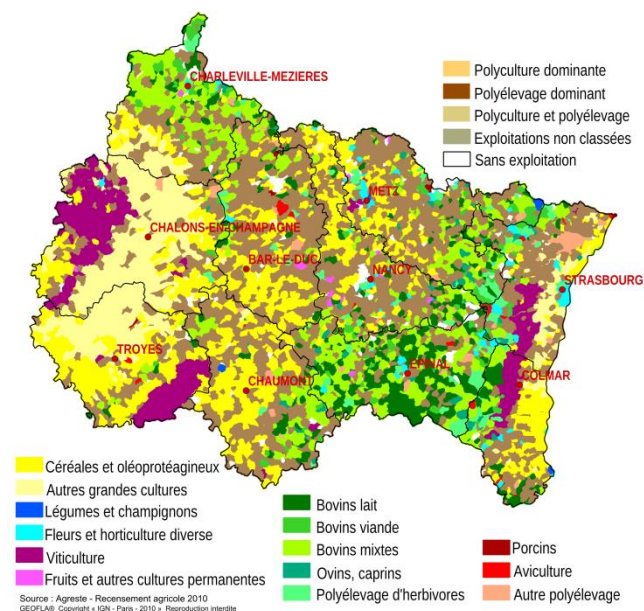 CHARLEVILLE-MEZIERES
Polyculture dominante
Polyélevage dominant
Polyculture et polyélevage
Exploitations non classées
Sans exploitation
METZ
CHALONS-EN-CHAMPAGNE
BAR-LE-DUC
NANCY
STRASBOURG
TROYES
CHAUMONT
EPINAL
COLMAR
Céréales et oléoprotéagineux
Autres grandes cultures
Légumes et champignons
Fleurs et horticulture diverse
Viticulture
Fruits et autres cultures permanentes
Bovins lait
Bovins viande
Bovins mixtes
Ovins, caprins
Polyélevage d'herbivores
Porcins
Aviculture
Autre polyélevage
Source : Agreste - Recensement agricole 2010
GEOFLA® Copyright « IGN - Paris - 2010 » Reproduction interdite